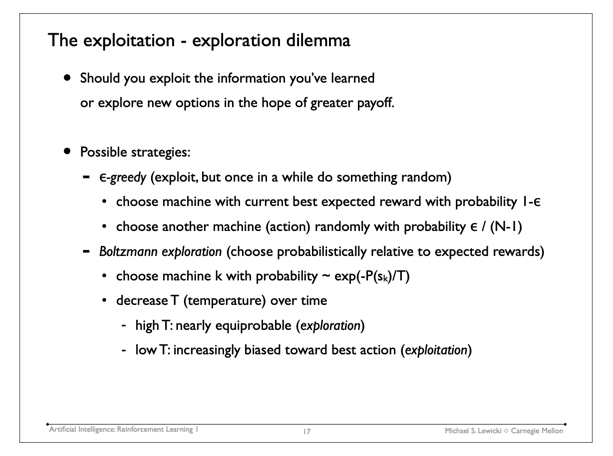 The exploitation - exploration dilemma
• Should you exploit the information you've learned
or explore new options in the hope of greater payoff.
• Possible strategies:
- ϵ-greedy (exploit, but once in a while do something random)
• choose machine with current best expected reward with probability 1-ϵ
• choose another machine (action) randomly with probability ϵ / (N-1)
- Boltzmann exploration (choose probabilistically relative to expected rewards)
• choose machine k with probability ~ exp(-P(sₖ)/T)
• decrease T (temperature) over time
- high T: nearly equiprobable (exploration)
- low T: increasingly biased toward best action (exploitation)
Artificial Intelligence: Reinforcement Learning 1
17
Michael S. Lewicki ◇ Carnegie Mellon